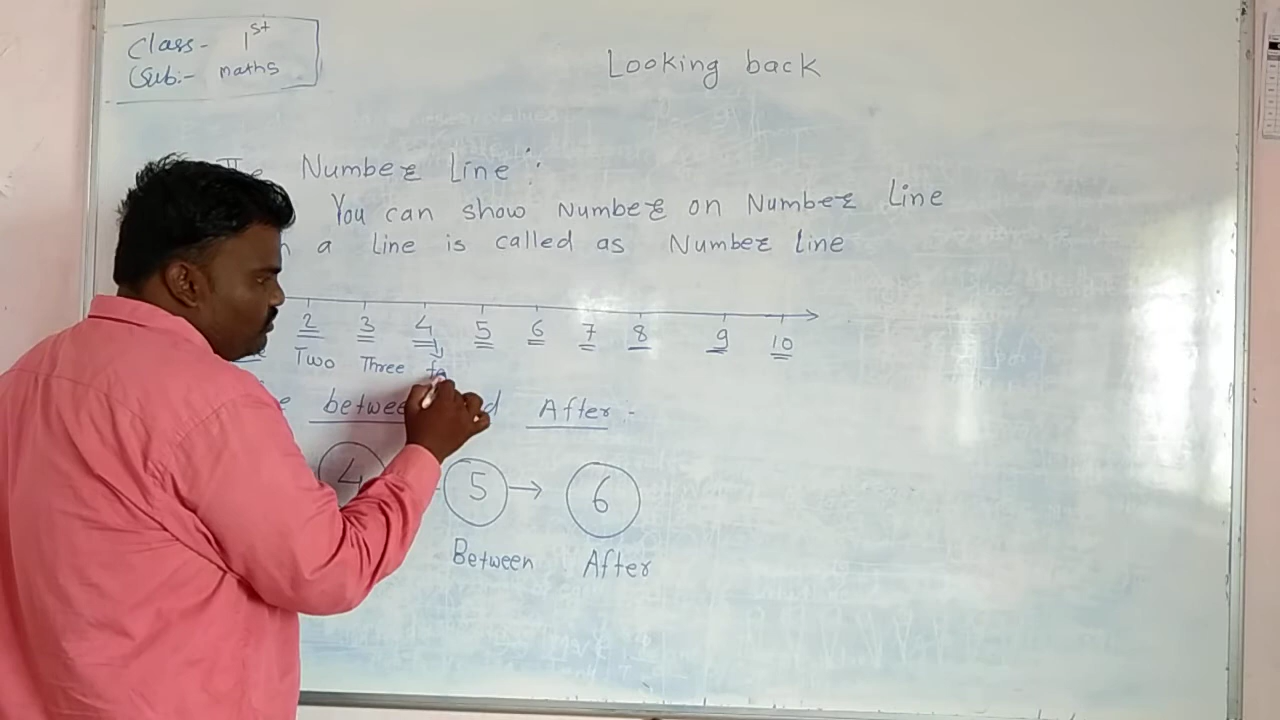 Class- 1st
Sub:- maths
Looking back
Number Line :
You can show Number on Number Line
a Line is called as Number line
2 3 4 5 6 7 8 9 10
Two Three fo
After :-
4 5 → 6
Between After